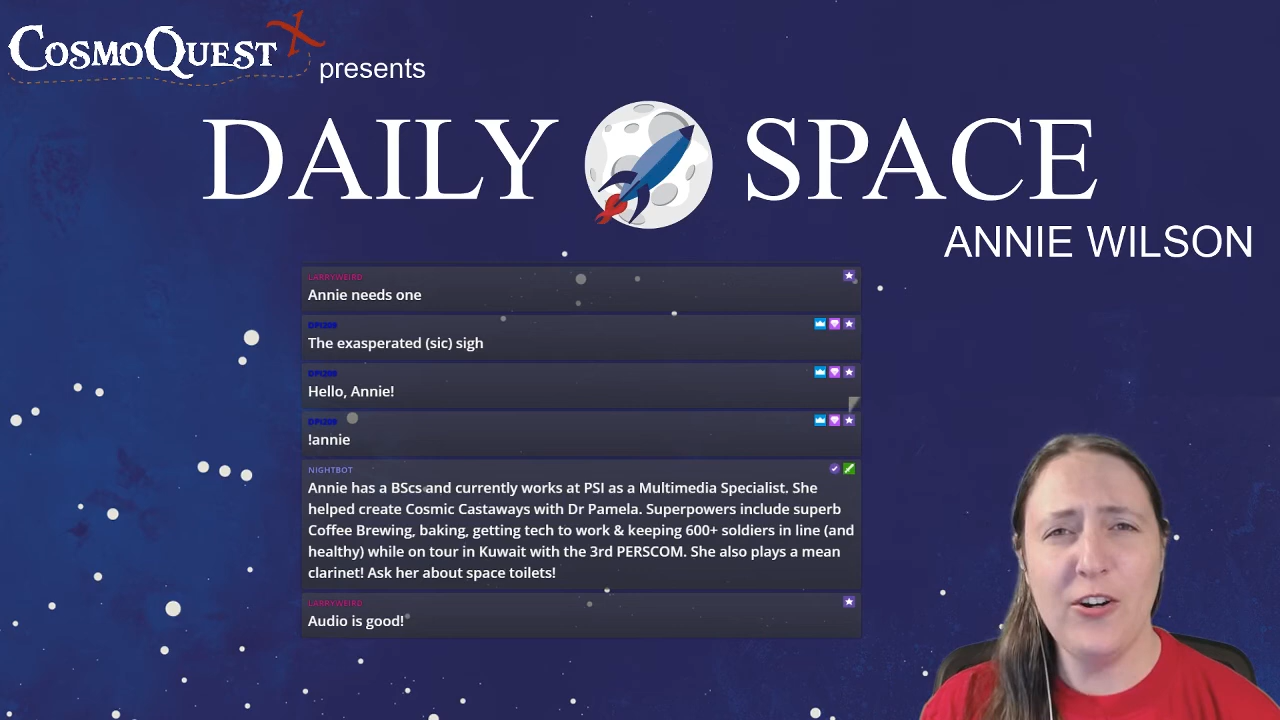 COSMOQUEST X
presents
DAILY SPACE
ANNIE WILSON
LARRYWEIRD
Annie needs one
DPI209
The exasperated (sic) sigh
DPI209
Hello, Annie!
DPI209
!annie
NIGHTBOT
Annie has a BScs and currently works at PSI as a Multimedia Specialist. She
helped create Cosmic Castaways with Dr Pamela. Superpowers include superb
Coffee Brewing, baking, getting tech to work & keeping 600+ soldiers in line (and
healthy) while on tour in Kuwait with the 3rd PERSCOM. She also plays a mean
clarinet! Ask her about space toilets!
LARRYWEIRD
Audio is good!